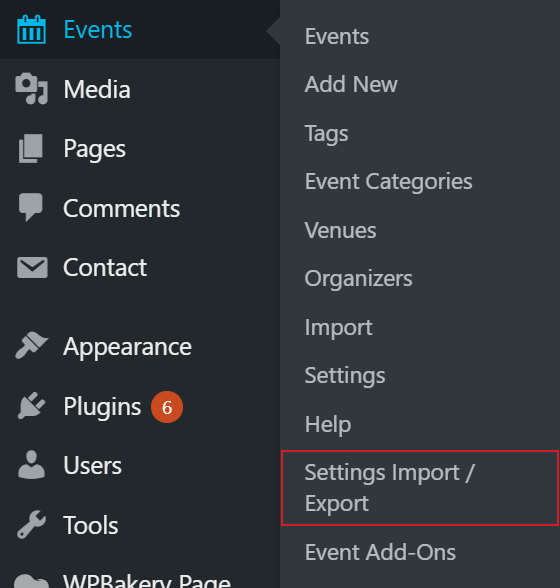 Events
Media
Pages
Comments
Contact
Appearance
Plugins 6
Users
Tools
WPBakery Page
Events
Add New
Tags
Event Categories
Venues
Organizers
Import
Settings
Help
Settings Import /
Export
Event Add-Ons